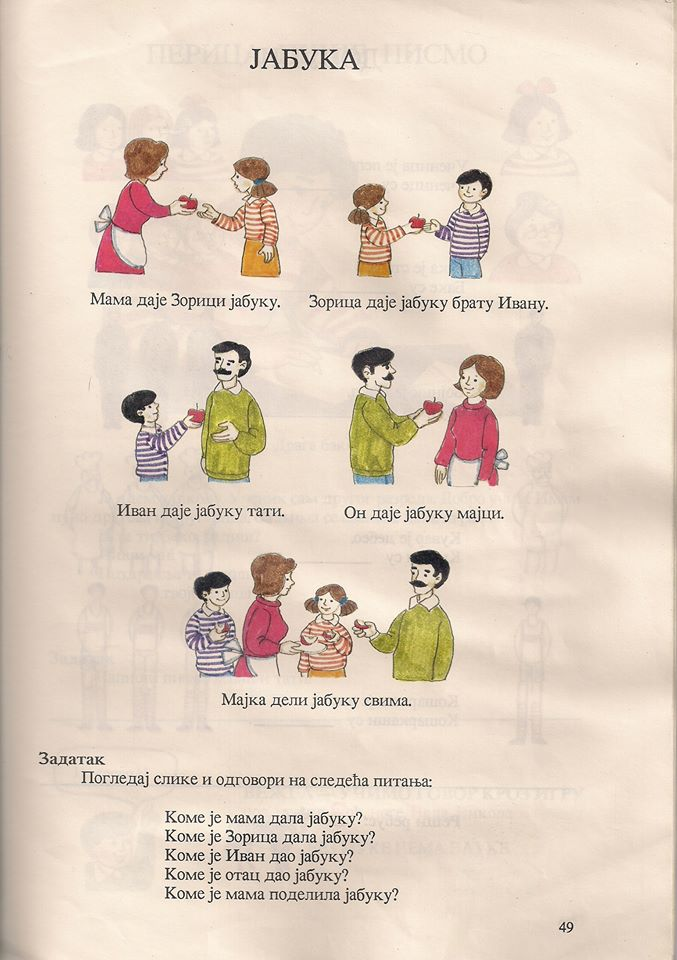 ЈАБУКА
Мама даје Зорици јабуку.
Зорица даје јабуку брату Ивану.
Иван даје јабуку тати.
Он даје јабуку мајци.
Мајка дели јабуку свима.
Задатак
Погледај слике и одговори на следећа питања:
Коме је мама дала јабуку?
Коме је Зорица дала јабуку?
Коме је Иван дао јабуку?
Коме је отац дао јабуку?
Коме је мама поделила јабуку?
49